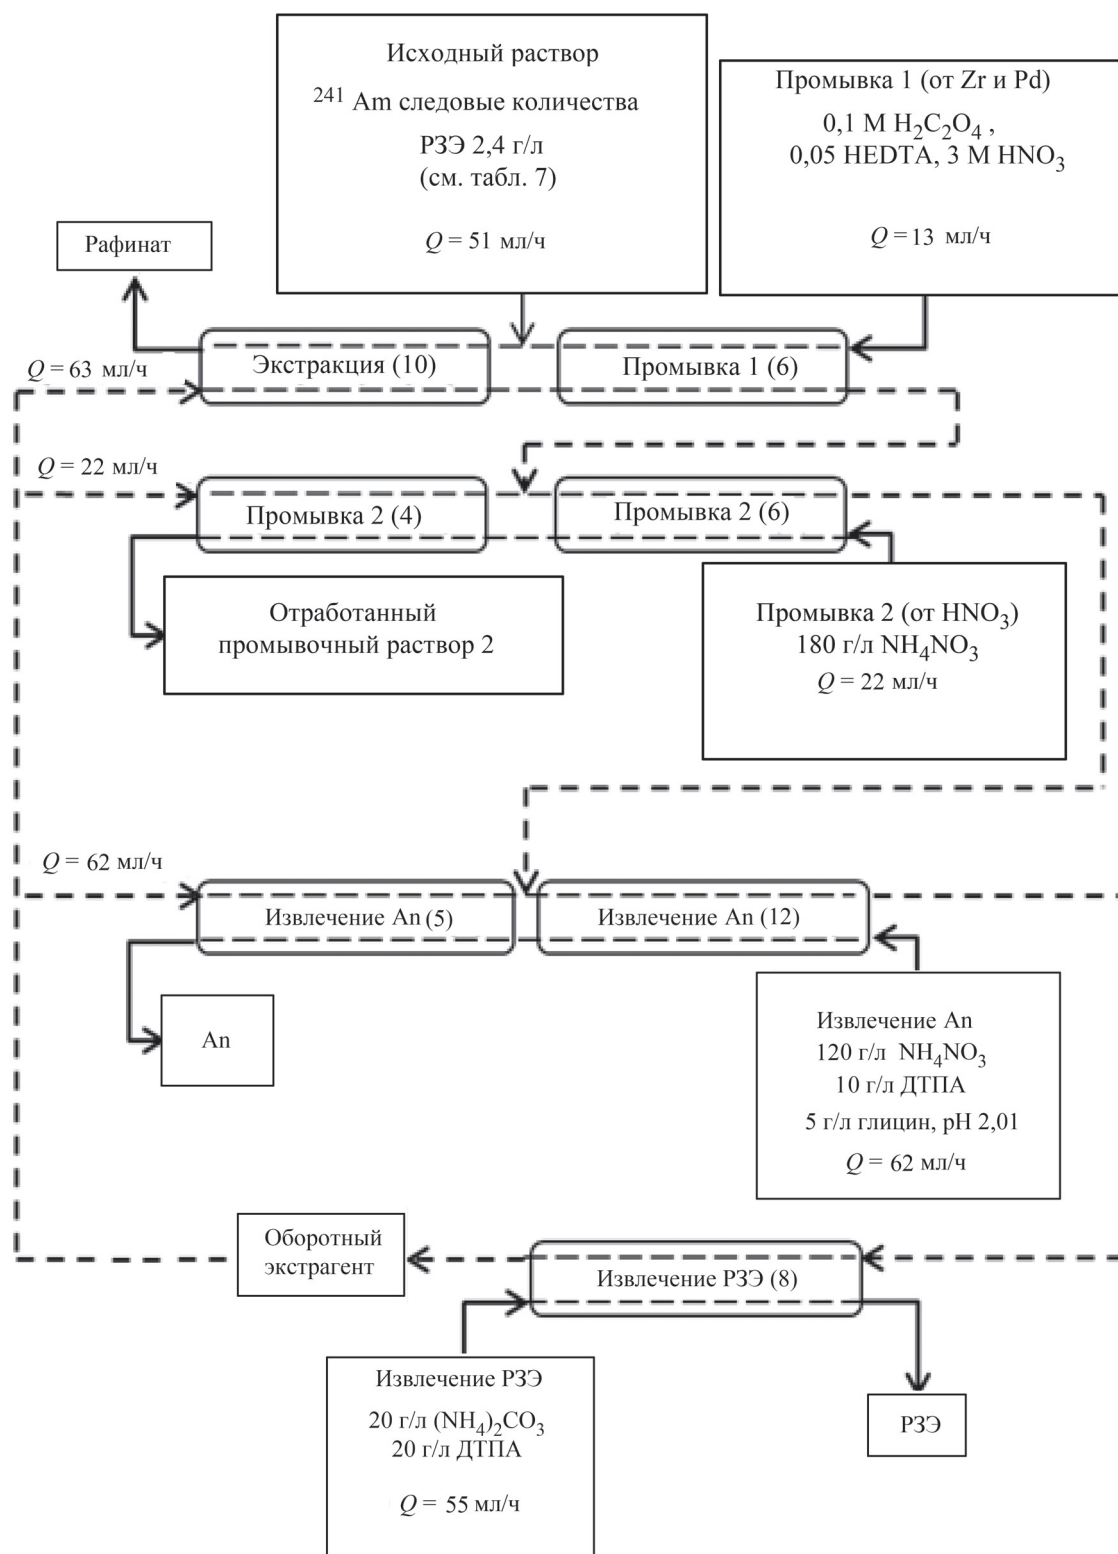 Исходный раствор
²⁴¹ Am следовые количества
РЗЭ 2,4 г/л
(см. табл. 7)
Q = 51 мл/ч
Промывка 1 (от Zr и Pd)
0,1 М H₂C₂O₄ ,
0,05 HEDTA, 3 М HNO₃
Q = 13 мл/ч
Рафинат
Q = 63 мл/ч
Экстракция (10)
Промывка 1 (6)
Q = 22 мл/ч
Промывка 2 (4)
Промывка 2 (6)
Отработанный
промывочный раствор 2
Промывка 2 (от HNO₃)
180 г/л NH₄NO₃
Q = 22 мл/ч
Q = 62 мл/ч
Извлечение An (5)
Извлечение An (12)
An
Извлечение An
120 г/л NH₄NO₃
10 г/л ДТПА
5 г/л глицин, pH 2,01
Q = 62 мл/ч
Оборотный
экстрагент
Извлечение РЗЭ (8)
Извлечение РЗЭ
20 г/л (NH₄)₂CO₃
20 г/л ДТПА
Q = 55 мл/ч
РЗЭ